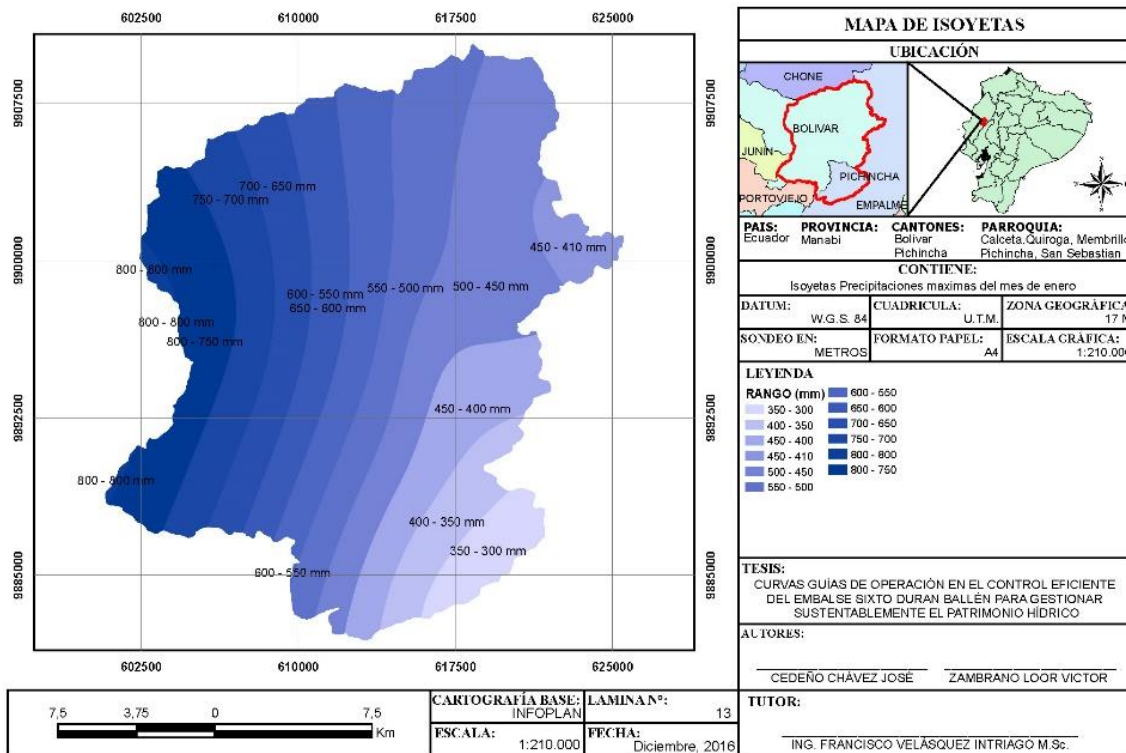 602500 610000 617500 625000
9907500 9900000 9892500 9885000
9907500 9900000 9892500 9885000
700 - 650 mm
750 - 700 mm
450 - 410 mm
800 - 800 mm
600 - 550 mm
550 - 500 mm
500 - 450 mm
650 - 600 mm
800 - 800 mm
800 - 750 mm
450 - 400 mm
800 - 800 mm
400 - 350 mm
350 - 300 mm
600 - 550 mm
602500 610000 617500 625000
7,5 3,75 0 7,5
Km
CARTOGRAFÍA BASE:
INFOPLAN
LAMINA Nº:
13
ESCALA:
1:210.000
FECHA:
Diciembre, 2016
MAPA DE ISOYETAS
UBICACIÓN
CHONE
BOLIVAR
JUNIN
PICHINCHA
PORTOVIEJO
EMPALME
N
PAIS: PROVINCIA: CANTONES: PARROQUIA:
Ecuador Manabi Bolivar Calceta,Quiroga, Membrillo
Pichincha Pichincha, San Sebastian
CONTIENE:
Isoyetas Precipitaciones maximas del mes de enero
DATUM: CUADRICULA: ZONA GEOGRÁFICA
W.G.S. 84 U.T.M. 17
SONDEO EN: FORMATO PAPEL: ESCALA GRÁFICA:
METROS A4 1:210.000
LEYENDA
RANGO (mm)
350 - 300
400 - 350
450 - 400
450 - 410
500 - 450
550 - 500
600 - 550
650 - 600
700 - 650
750 - 700
800 - 800
800 - 750
TESIS:
CURVAS GUÍAS DE OPERACIÓN EN EL CONTROL EFICIENTE
DEL EMBALSE SIXTO DURAN BALLÉN PARA GESTIONAR
SUSTENTABLEMENTE EL PATRIMONIO HÍDRICO
AUTORES:
CEDEÑO CHÁVEZ JOSÉ ZAMBRANO LOOR VICTOR
TUTOR:
ING. FRANCISCO VELÁSQUEZ INTRIAGO M.Sc.